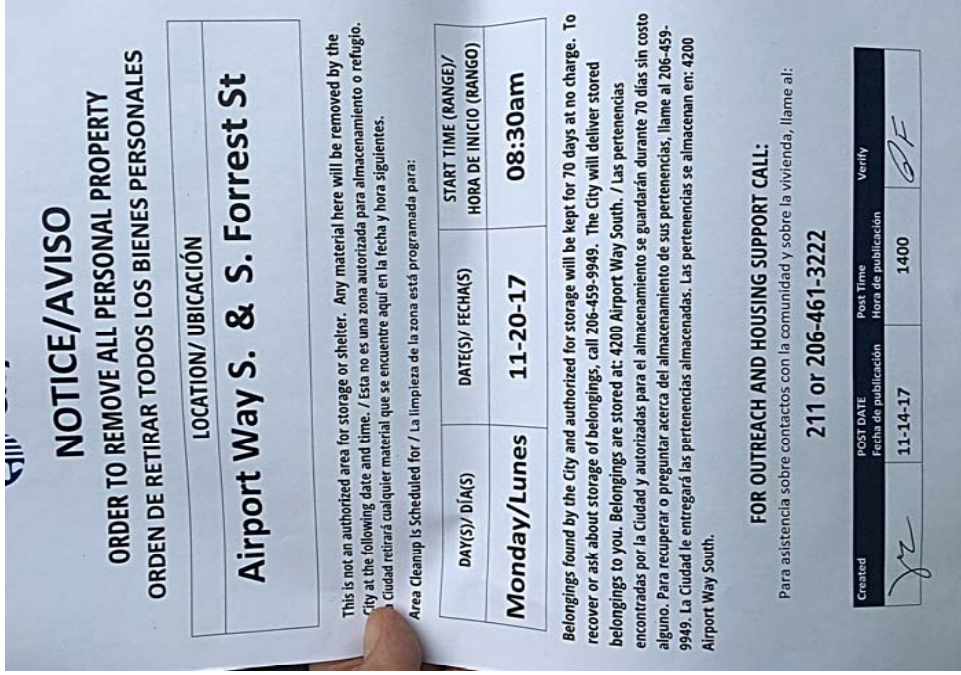 NOTICE/AVISO
ORDER TO REMOVE ALL PERSONAL PROPERTY
ORDEN DE RETIRAR TODOS LOS BIENES PERSONALES
LOCATION/ UBICACIÓN
Airport Way S. & S. Forrest St
This is not an authorized area for storage or shelter. Any material here will be removed by the
City at the following date and time. / Esta no es una zona autorizada para almacenamiento o refugio.
Ciudad retirará cualquier material que se encuentre aquí en la fecha y hora siguientes.
Area Cleanup Is Scheduled for / La limpieza de la zona está programada para:
DAY(S)/ DÍA(S) DATE(S)/ FECHA(S) START TIME (RANGE)/
HORA DE INICIO (RANGO)
Monday/Lunes 11-20-17 08:30am
Belongings found by the City and authorized for storage will be kept for 70 days at no charge. To
recover or ask about storage of belongings, call 206-459-9949. The City will deliver stored
belongings to you. Belongings are stored at: 4200 Airport Way South. / Las pertenencias
encontradas por la Ciudad y autorizadas para el almacenamiento se guardarán durante 70 días sin costo
alguno. Para recuperar o preguntar acerca del almacenamiento de sus pertenencias, llame al 206-459-
9949. La Ciudad le entregará las pertenencias almacenadas. Las pertenencias se almacenan en: 4200
Airport Way South.
FOR OUTREACH AND HOUSING SUPPORT CALL:
Para asistencia sobre contactos con la comunidad y sobre la vivienda, llame al:
211 or 206-461-3222
Created POST DATE Post Time Verify
Fecha de publicación Hora de publicación
11-14-17 1400